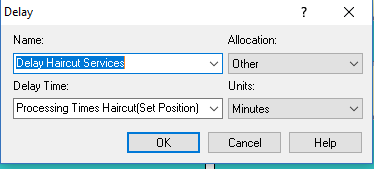 Delay
?
Name:
Allocation:
Delay Haircut Services
Other
Delay Time:
Units:
Processing Times Haircut(Set Position)
Minutes
OK
Cancel
Help